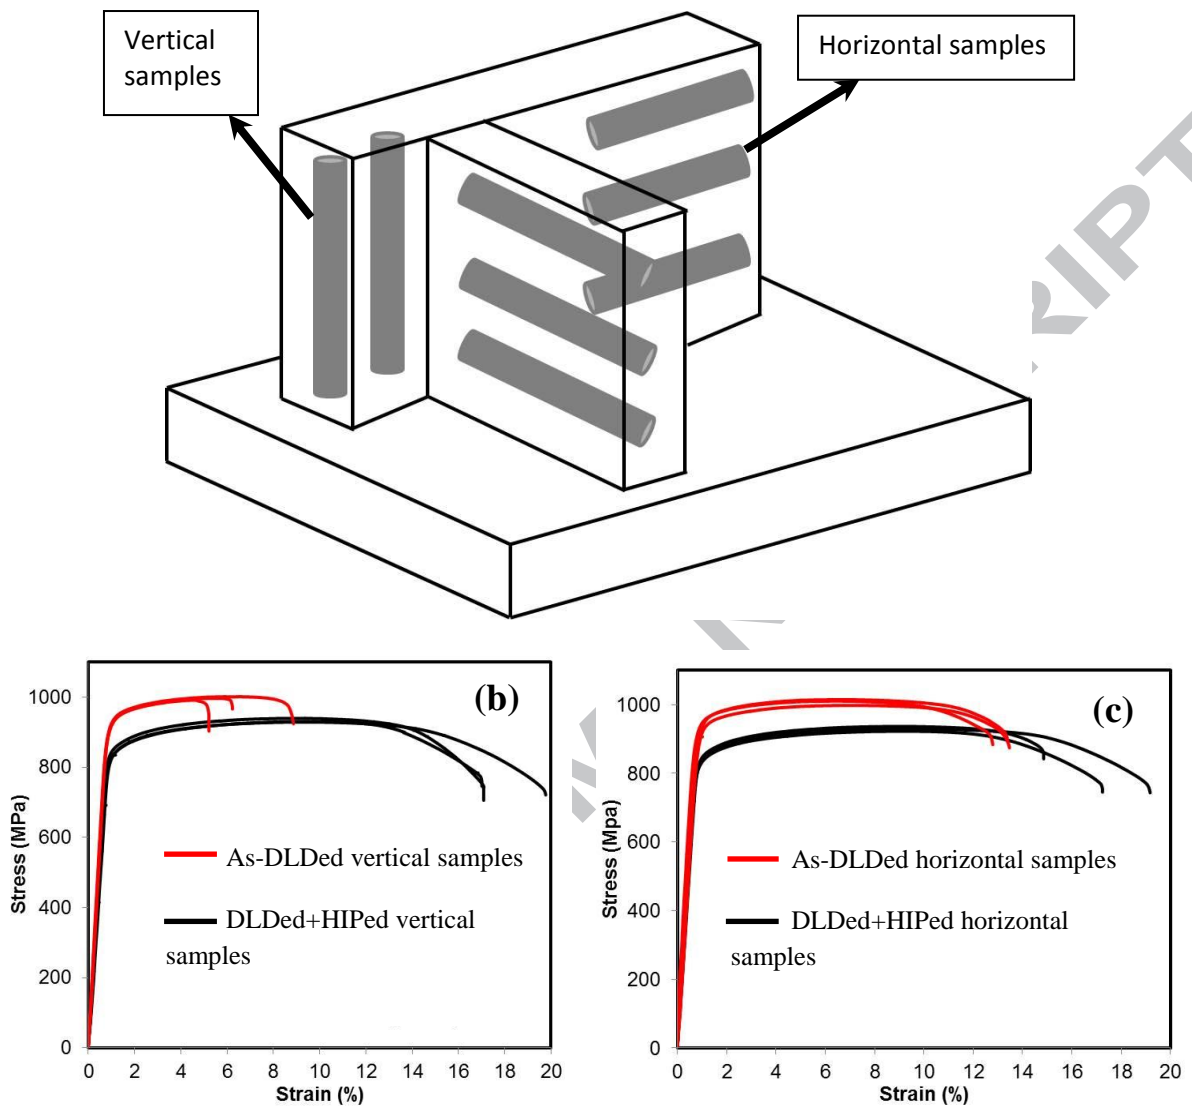 Vertical
samples
Horizontal samples
RIPT
(b)
1000
800
600
400
200
0
Stress (MPa)
As-DLDed vertical samples
DLDed+HIPed vertical
samples
0 2 4 6 8 10 12 14 16 18 20
Strain (%)
(c)
1000
800
600
400
200
0
Stress (Mpa)
As-DLDed horizontal samples
DLDed+HIPed horizontal
samples
0 2 4 6 8 10 12 14 16 18 20
Strain (%)